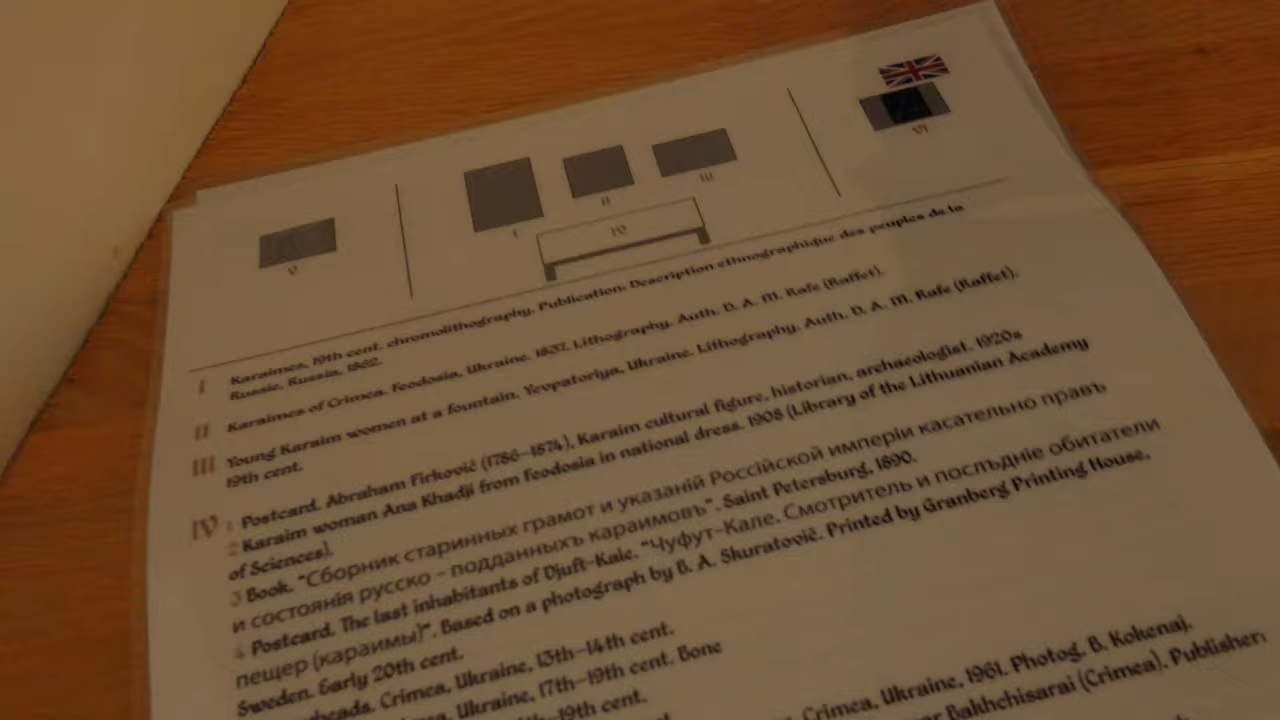 VI
V
I
II
III
IV
I Karaimes, 19th cent. chromolithography. Publication: Description ethnographique des peuples de la
Russie, Russia, 1862.
II Karaimes of Crimea. Feodosia, Ukraine. 1837. Lithography. Auth. D. A. M. Rafe (Raffet).
III Young Karaim women at a fountain. Yevpatoriya, Ukraine. Lithography. Auth. D. A. M. Rafe (Raffet).
19th cent.
IV 1 Postcard. Abraham Firkovič (1786–1874), Karaim cultural figure, historian, archaeologist. 1920s
2 Karaim woman Ana Khadji from Feodosia in national dress. 1908 (Library of the Lithuanian Academy
of Sciences).
3 Book. "Сборник старинных грамот и указаній Россійской имперіи касательно правъ
и состоянія русско - подданныхъ караимовъ". Saint Petersburg, 1890.
4 Postcard. The last inhabitants of Djuft-Kale. "Чуфут-Кале. Смотритель и послѣдніе обитатели
пещер (караимы)". Based on a photograph by B. A. Skuratovič. Printed by Granberg Printing House,
Sweden. Early 20th cent.
Crimea, Ukraine, 13th–14th cent.
Ukraine, 17th–19th cent. Bone
19th cent.
Crimea, Ukraine, 1961. Photog. B. Kokenaj.
Bakhchisarai (Crimea). Publisher: